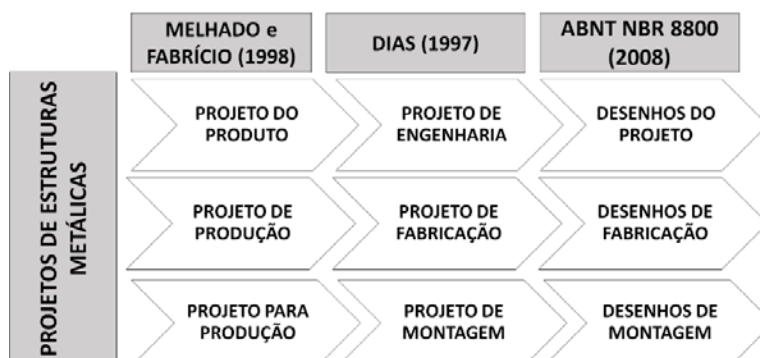 MELHADO e
FABRÍCIO (1998)
DIAS (1997)
ABNT NBR 8800
(2008)
PROJETOS DE ESTRUTURAS
METÁLICAS
PROJETO DO
PRODUTO
PROJETO DE
ENGENHARIA
DESENHOS DO
PROJETO
PROJETO DE
PRODUÇÃO
PROJETO DE
FABRICAÇÃO
DESENHOS DE
FABRICAÇÃO
PROJETO PARA
PRODUÇÃO
PROJETO DE
MONTAGEM
DESENHOS DE
MONTAGEM